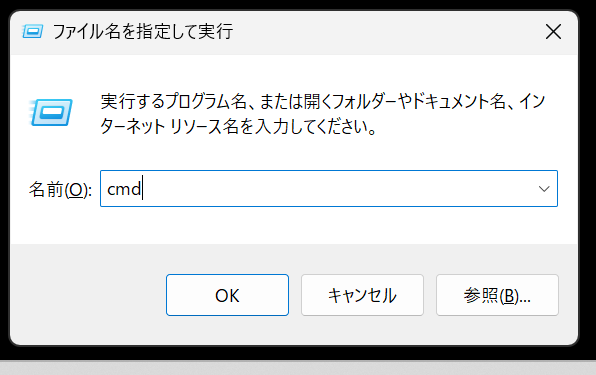 ファイル名を指定して実行
実行するプログラム名、または開くフォルダーやドキュメント名、イン
ターネット リソース名を入力してください。
名前(O): cmd
OK キャンセル 参照(B)...